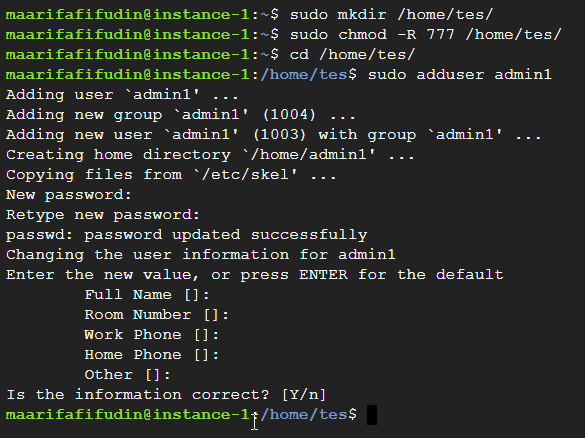 maarifafifudin@instance-1:~$ sudo mkdir /home/tes/
maarifafifudin@instance-1:~$ sudo chmod -R 777 /home/tes/
maarifafifudin@instance-1:~$ cd /home/tes/
maarifafifudin@instance-1:/home/tes$ sudo adduser admin1
Adding user `admin1' ...
Adding new group `admin1' (1004) ...
Adding new user `admin1' (1003) with group `admin1' ...
Creating home directory `/home/admin1' ...
Copying files from `/etc/skel' ...
New password:
Retype new password:
passwd: password updated successfully
Changing the user information for admin1
Enter the new value, or press ENTER for the default
Full Name []:
Room Number []:
Work Phone []:
Home Phone []:
Other []:
Is the information correct? [Y/n]
maarifafifudin@instance-1:/home/tes$